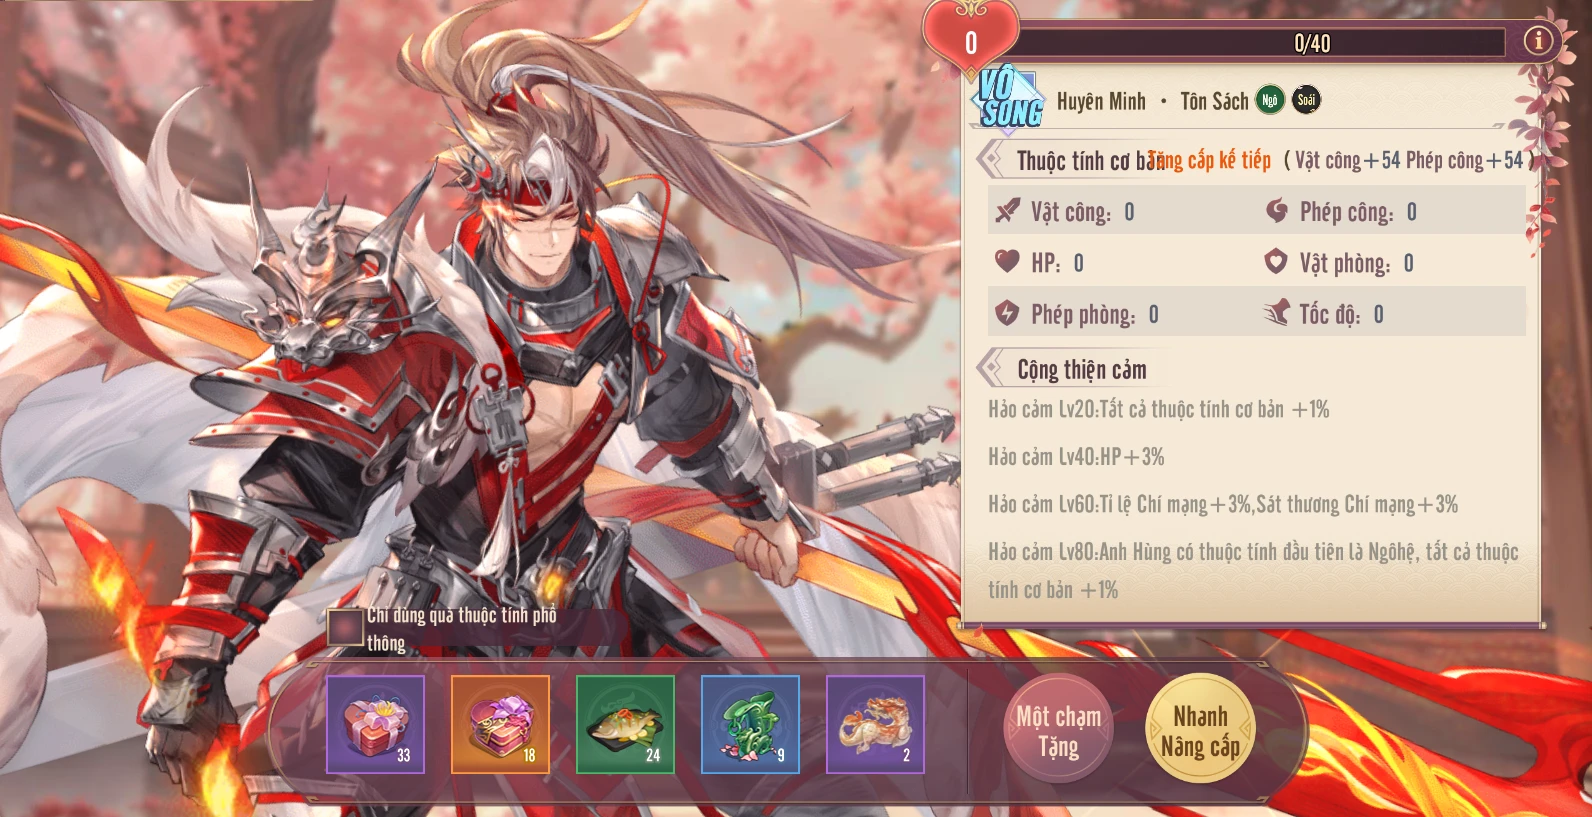 0
0/40
VÔ
SONG
Huyên Minh • Tôn Sách Ngô Soái
Thuộc tính cơ bản Tăng cấp kế tiếp ( Vật công+54 Phép công+54 )
Vật công: 0 Phép công: 0
HP: 0 Vật phòng: 0
Phép phòng: 0 Tốc độ: 0
Cộng thiện cảm
Hảo cảm Lv20:Tất cả thuộc tính cơ bản +1%
Hảo cảm Lv40:HP+3%
Hảo cảm Lv60:Tỉ lệ Chí mạng+3%,Sát thương Chí mạng+3%
Hảo cảm Lv80:Anh Hùng có thuộc tính đầu tiên là Ngôhệ, tất cả thuộc
tính cơ bản +1%
Chỉ dùng quà thuộc tính phổ
thông
33 18 24 9 2
Một chạm
Tặng
Nhanh
Nâng cấp